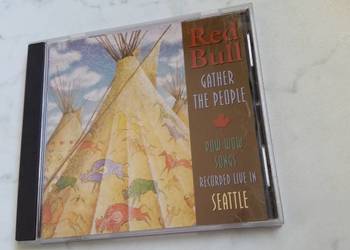 Red
Bull
GATHER
THE PEOPLE
POW-WOW
SONGS
RECORDED LIVE IN
SEATTLE